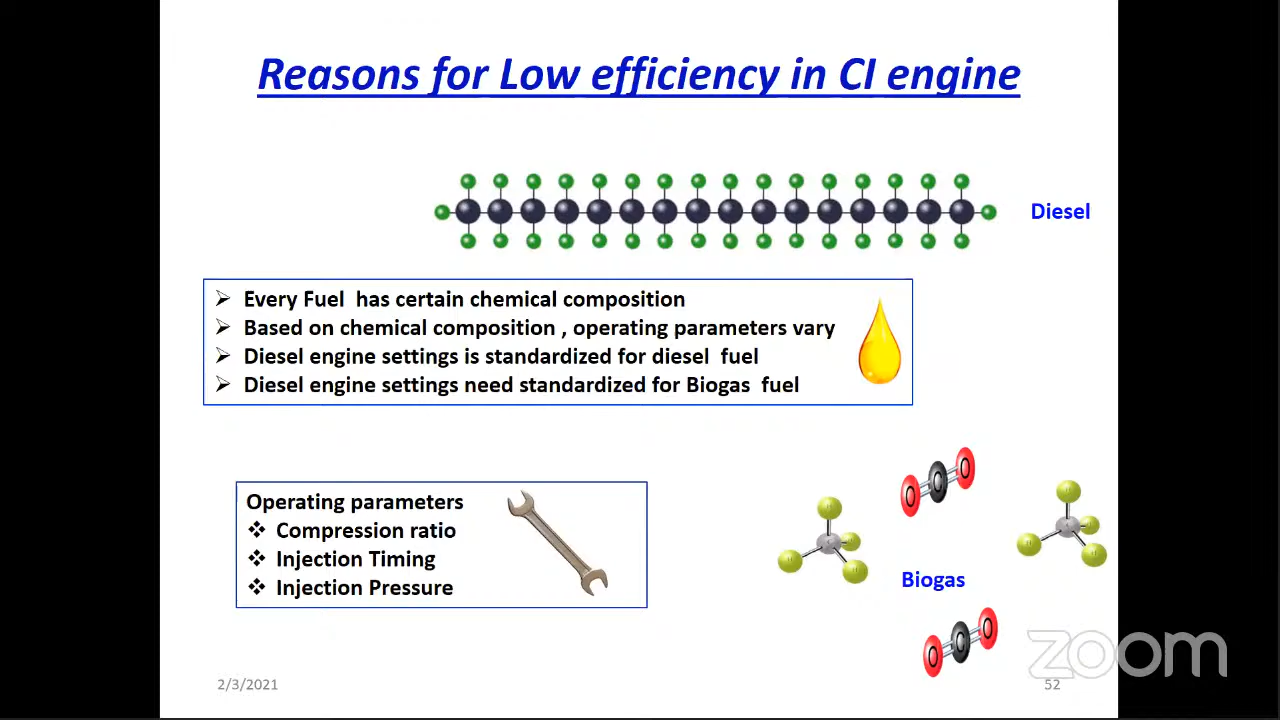 Reasons for Low efficiency in CI engine
Diesel
Every Fuel has certain chemical composition
Based on chemical composition , operating parameters vary
Diesel engine settings is standardized for diesel fuel
Diesel engine settings need standardized for Biogas fuel
Operating parameters
Compression ratio
Injection Timing
Injection Pressure
Biogas
zoom
2/3/2021
52